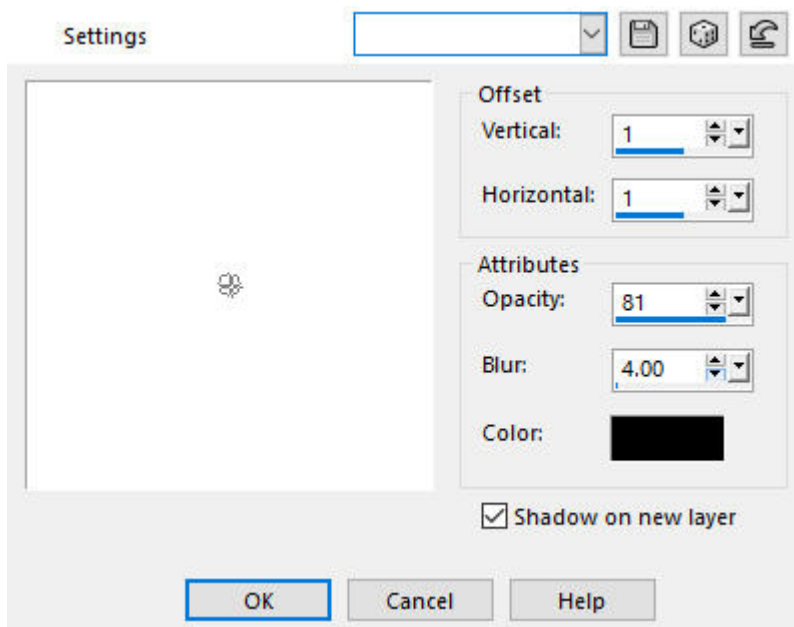 Settings
Offset
Vertical: 1
Horizontal: 1
Attributes
Opacity: 81
Blur: 4.00
Color:
Shadow on new layer
OK Cancel Help